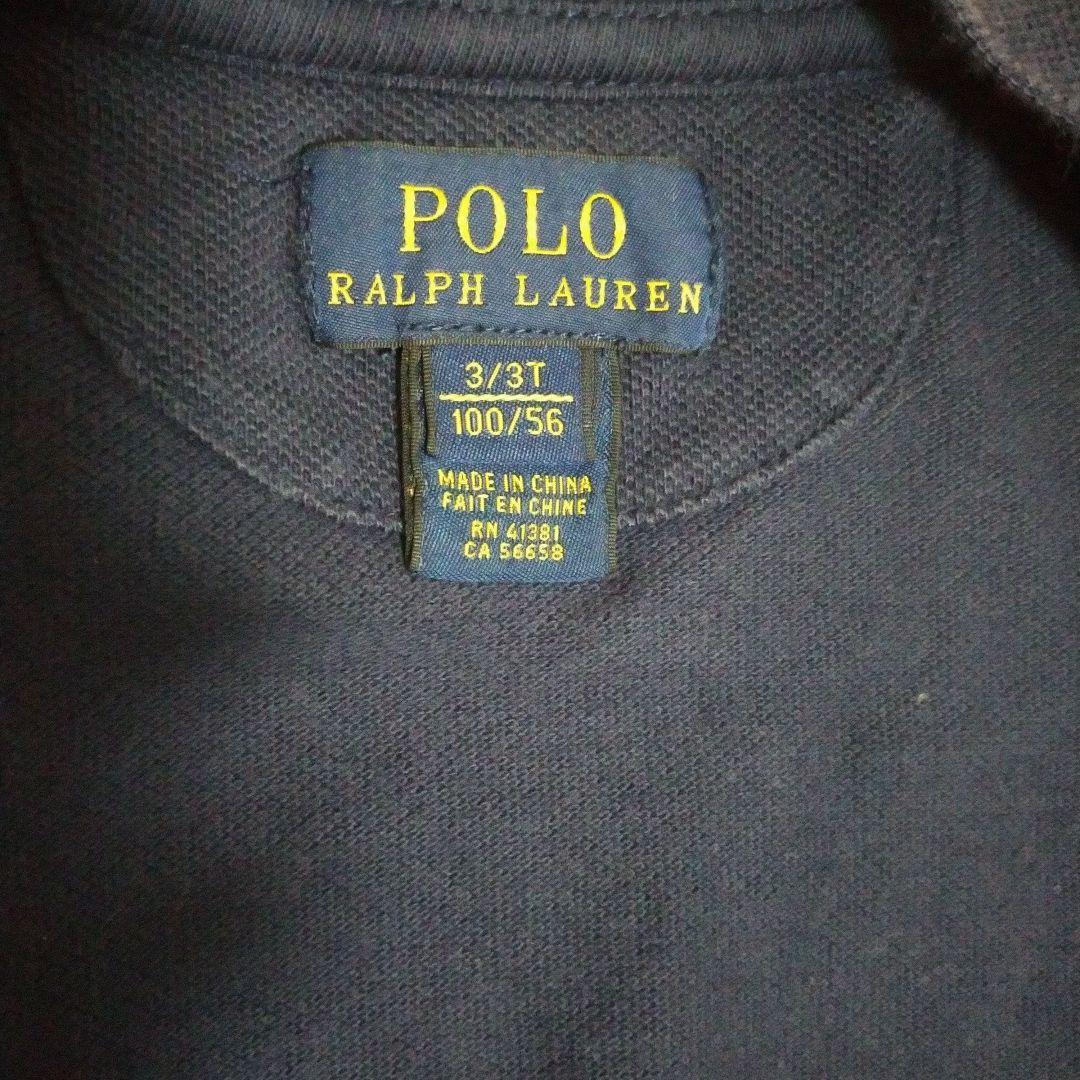 POLO
RALPH LAUREN
3/3T
100/56
MADE IN CHINA
FAIT EN CHINE
RN 41381
CA 56658